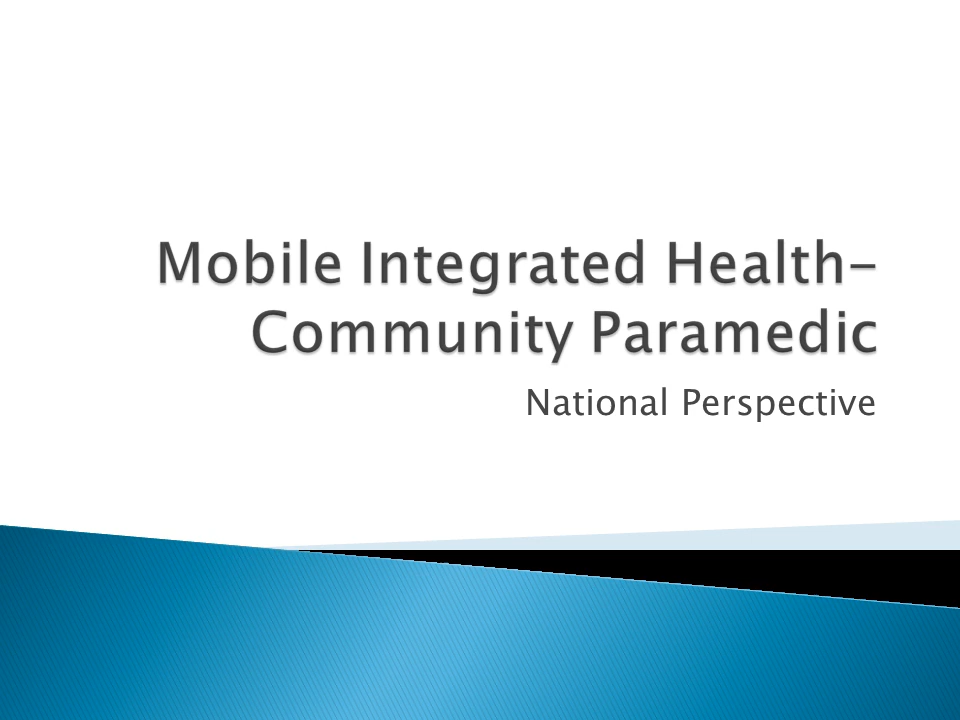 Mobile Integrated Health-
Community Paramedic
National Perspective